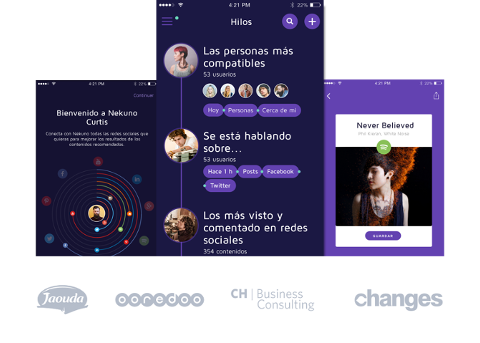 4:21 PM
22%
Continue
Bienvenido a Nekuno
Curtis
Conecta con Nekuno todas las redes sociales que
quieras para mejorar los resultados de los
contenidos recomendados.
4:21 PM
22%
Hilos
Las personas más
compatibles
53 usuarios
Hoy
Personas
Cerca de mi
Se está hablando
sobre...
53 usuarios
Hace 1 h
Posts
Facebook
Twitter
Los más visto y
comentado en redes
sociales
354 contenidos
4:21 PM
22%
Never Believed
GUARDAR
Jaouda
ooredoo
CH | Business
Consulting
changes